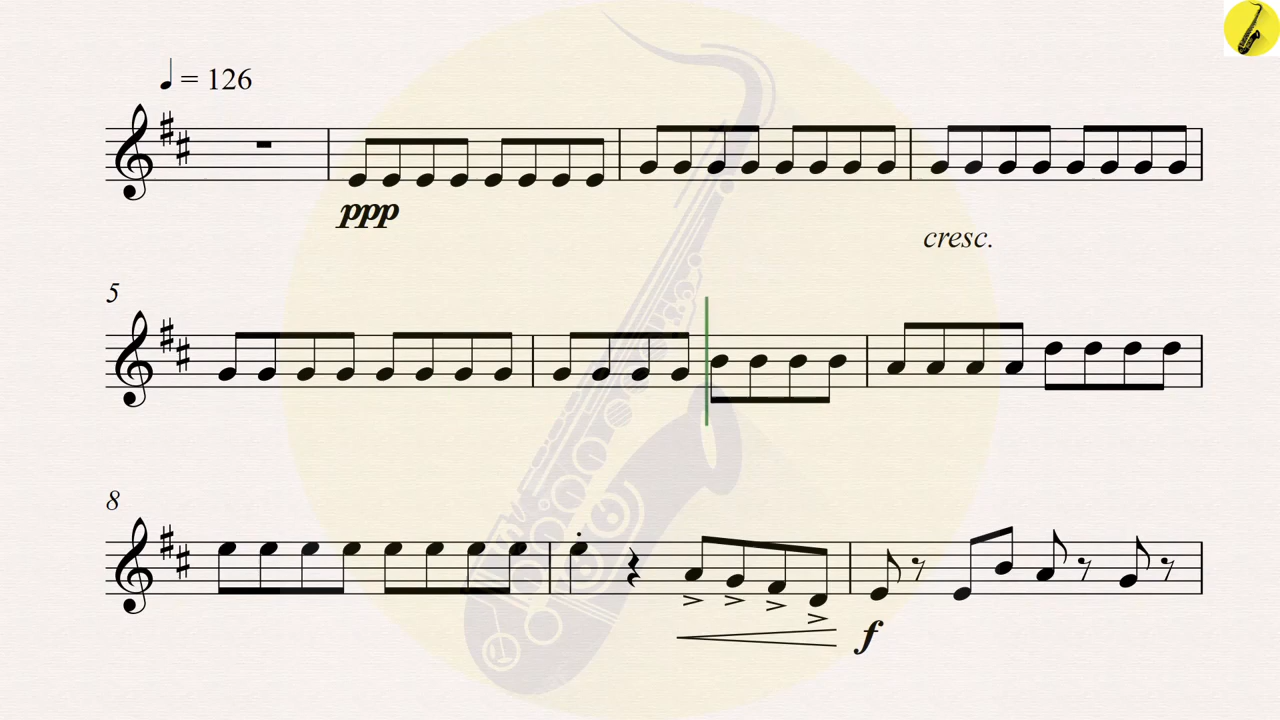 ♩ = 126
ppp
cresc.
5
8
f